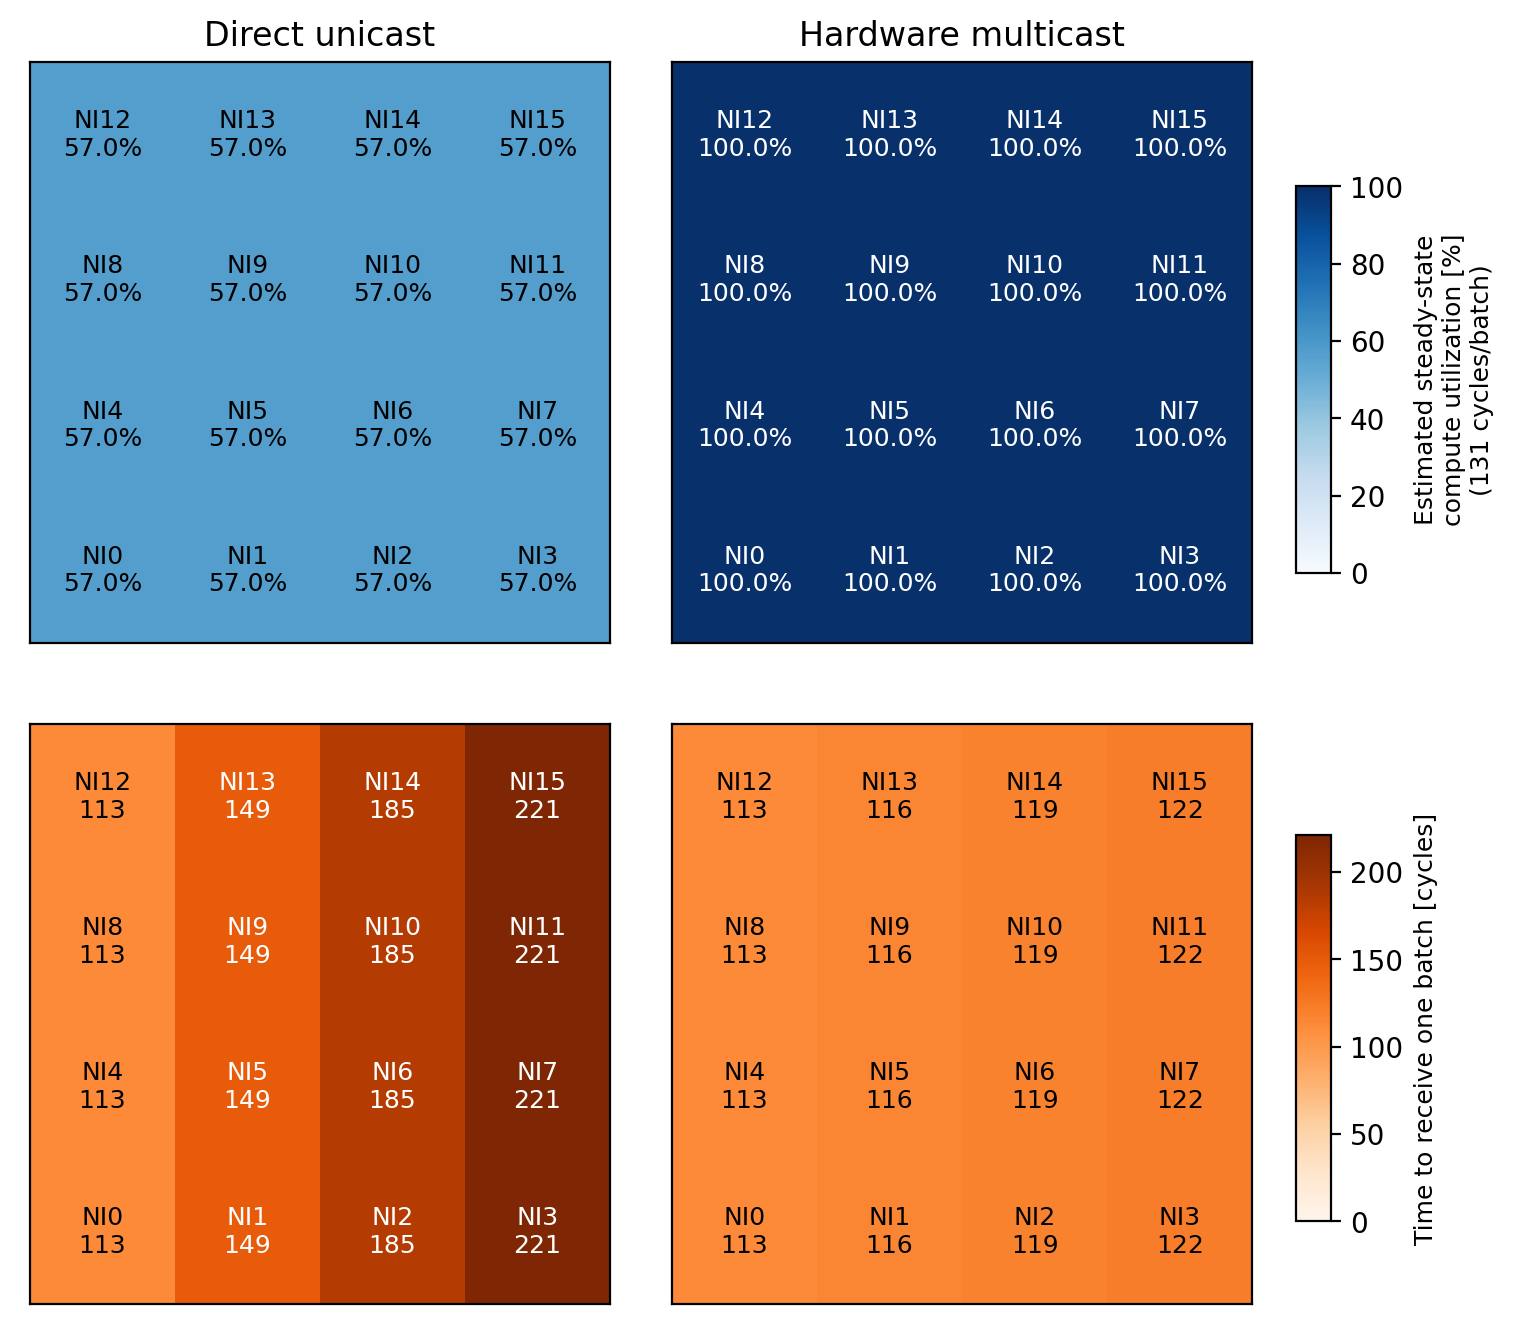 Direct unicast
Hardware multicast
NI12 NI13 NI14 NI15
57.0% 57.0% 57.0% 57.0%
NI8 NI9 NI10 NI11
57.0% 57.0% 57.0% 57.0%
NI4 NI5 NI6 NI7
57.0% 57.0% 57.0% 57.0%
NI0 NI1 NI2 NI3
57.0% 57.0% 57.0% 57.0%
NI12 NI13 NI14 NI15
100.0% 100.0% 100.0% 100.0%
NI8 NI9 NI10 NI11
100.0% 100.0% 100.0% 100.0%
NI4 NI5 NI6 NI7
100.0% 100.0% 100.0% 100.0%
NI0 NI1 NI2 NI3
100.0% 100.0% 100.0% 100.0%
100
80
60
40
20
0
Estimated steady-state
compute utilization [%]
(131 cycles/batch)
NI12 NI13 NI14 NI15
113 149 185 221
NI8 NI9 NI10 NI11
113 149 185 221
NI4 NI5 NI6 NI7
113 149 185 221
NI0 NI1 NI2 NI3
113 149 185 221
NI12 NI13 NI14 NI15
113 116 119 122
NI8 NI9 NI10 NI11
113 116 119 122
NI4 NI5 NI6 NI7
113 116 119 122
NI0 NI1 NI2 NI3
113 116 119 122
200
150
100
50
0
Time to receive one batch [cycles]